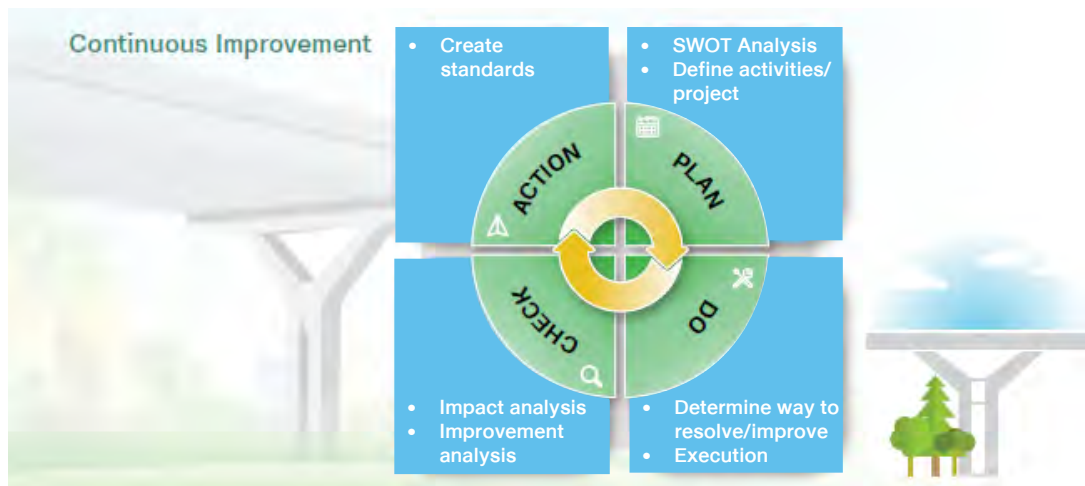 Continuous Improvement
• Create
standards
• SWOT Analysis
• Define activities/
project
ACTION
PLAN
CHECK
DO
• Impact analysis
• Improvement
analysis
• Determine way to
resolve/improve
• Execution